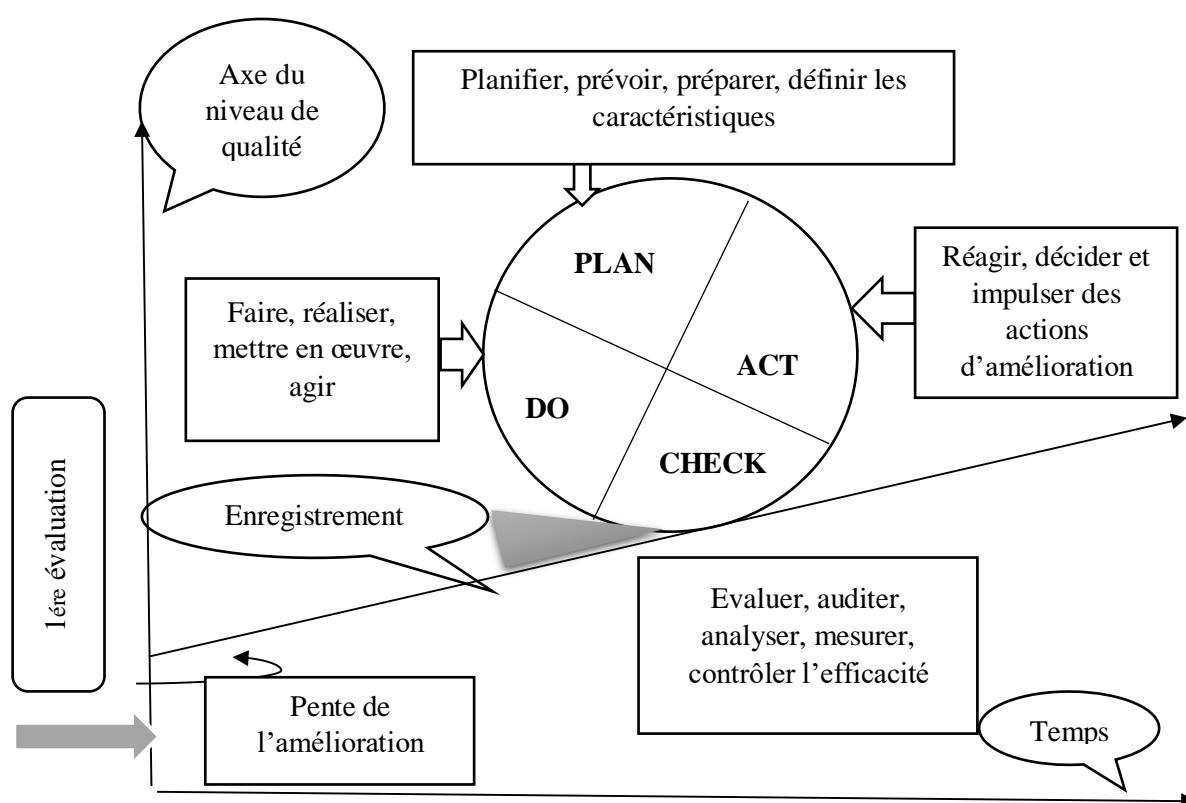 Axe du
niveau de
qualité
Planifier, prévoir, préparer, définir les
caractéristiques
PLAN
Réagir, décider et
impulser des
actions
d’amélioration
Faire, réaliser,
mettre en œuvre,
agir
ACT
DO
CHECK
1ére évaluation
Enregistrement
Evaluer, auditer,
analyser, mesurer,
contrôler l’efficacité
Pente de
l’amélioration
Temps